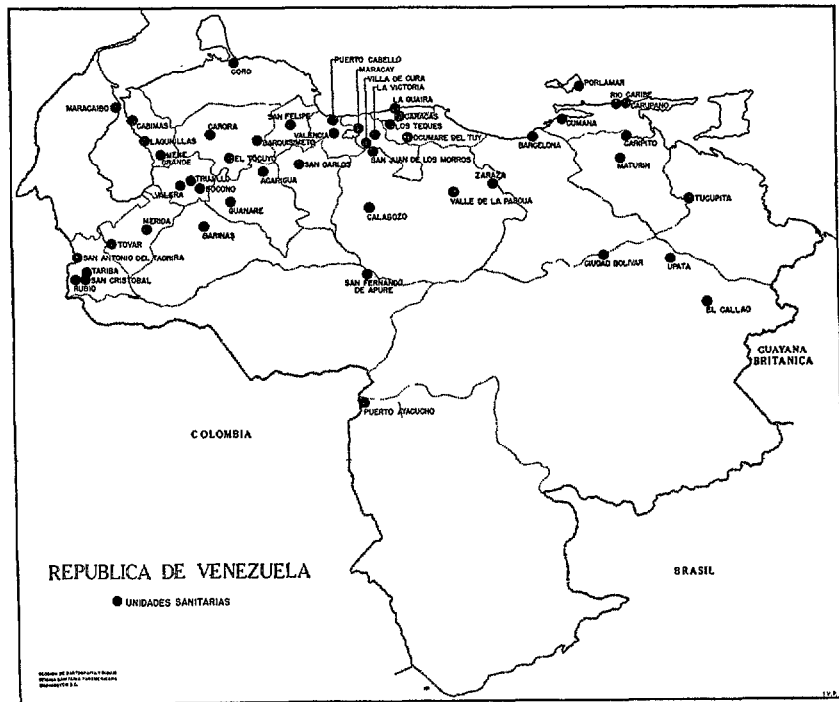 PUERTO CABELLO
MARACAY
VILLA DE CURA
LA VICTORIA
CORO
PORLAMAR
LA GUAIRA
RIO CARIBE
MARACAIBO
CARACAS
CARUPANO
CABIMAS
SAN FELIPE
LOS TEQUES
CUMANA
CARORA
VALENCIA
OCUMARE DEL TUY
BARCELONA
CARIPITO
LAGUNILLAS
BARQUISIMETO
MENE
GRANDE
EL TOCUYO
SAN CARLOS
SAN JUAN DE LOS MORROS
MATURIN
ACARIGUA
ZARAZA
TRUJILLO
VALERA
BOCONO
VALLE DE LA PASCUA
TUCUPITA
GUANARE
CALABOZO
MERIDA
BARINAS
TOVAR
SAN ANTONIO DEL TACHIRA
CIUDAD BOLIVAR
UPATA
TARIBA
SAN CRISTOBAL
RUBIO
SAN FERNANDO
DE APURE
EL CALLAO
GUAYANA
BRITANICA
PUERTO AYACUCHO
COLOMBIA
REPUBLICA DE VENEZUELA
BRASIL
UNIDADES SANITARIAS
OFICINA SANITARIA PANAMERICANA
WASHINGTON D.C.